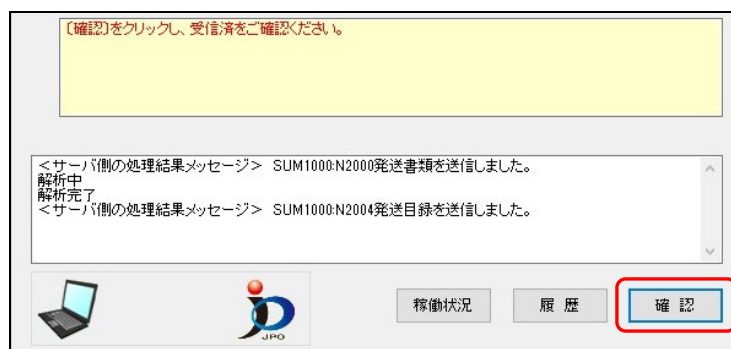 〔確認〕をクリックし、受信済をご確認ください。
＜サーバ側の処理結果メッセージ＞ SUM1000:N2000発送書類を送信しました。
解析中
解析完了
＜サーバ側の処理結果メッセージ＞ SUM1000:N2004発送目録を送信しました。
JPO
稼働状況
履 歴
確 認